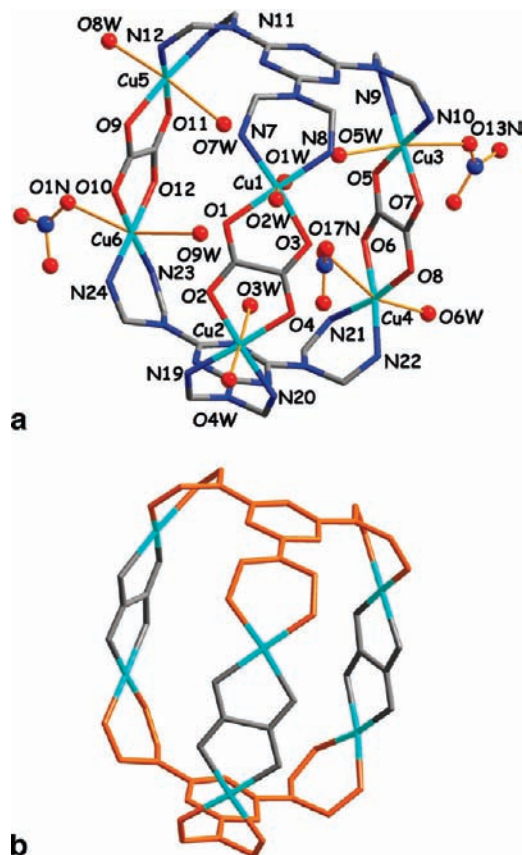 O8W N12 N11
Cu5
N9
O9 O11 N7 N8 N10 O13N
O7W O5W
O1W Cu3
O10 O12 Cu1 O5
O1N O1 O2W O17N O7
Cu6 O3 O6
O9W
N23 O8
N24 O2 O3W
Cu4
Cu2 O4 O6W
N21
N19 N22
N20
a O4W
b